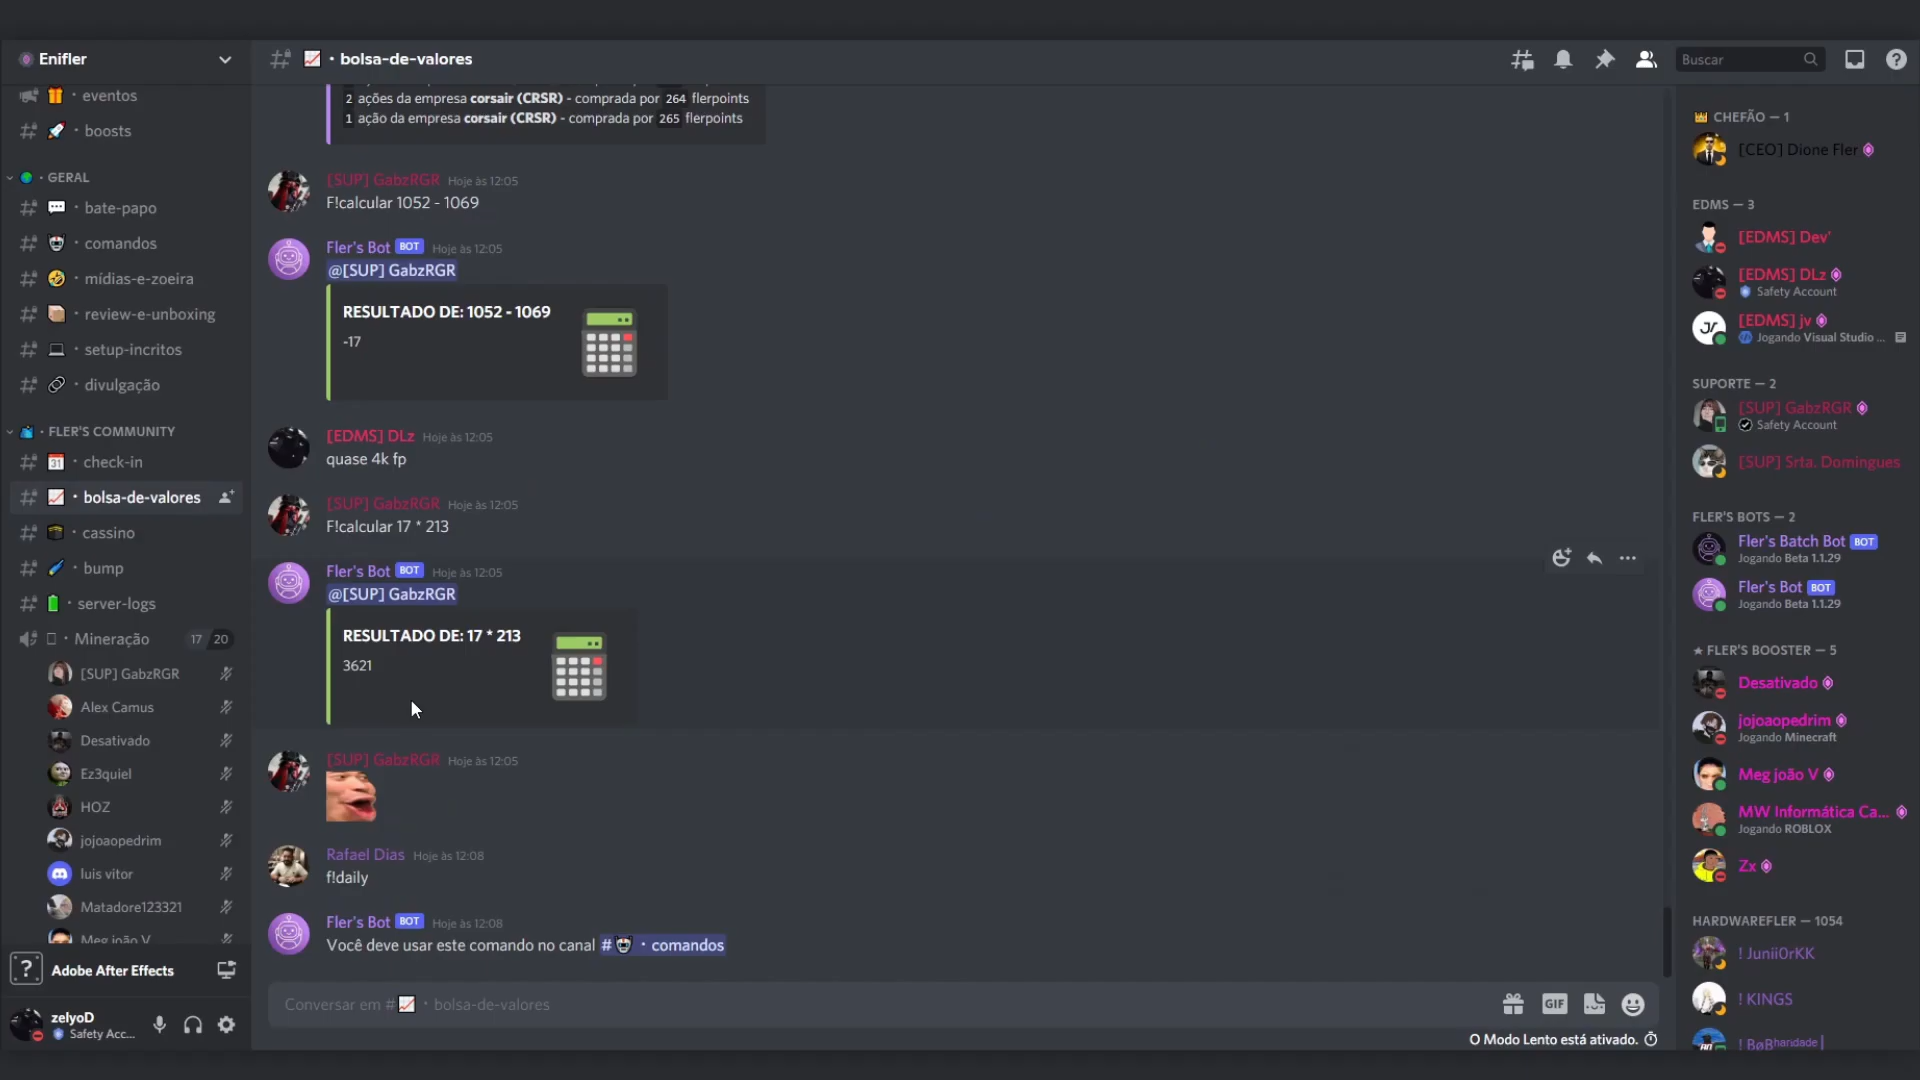 Enifler
· eventos
· boosts
· GERAL
· bate-papo
· comandos
· mídias-e-zoeira
· review-e-unboxing
· setup-incritos
· divulgação
· FLER'S COMMUNITY
· check-in
· bolsa-de-valores
· cassino
· bump
· server-logs
· Mineração 17 20
[SUP] GabzRGR
Alex Camus
Desativado
Ez3quiel
HOZ
jojoaopedrim
luis vitor
Matadore123321
Meg joão V
Adobe After Effects
zelyoD
Safety Acc...
· bolsa-de-valores
Buscar
2 ações da empresa corsair (CRSR) - comprada por 264 flerpoints
1 ação da empresa corsair (CRSR) - comprada por 265 flerpoints
[SUP] GabzRGR Hoje às 12:05
F!calcular 1052 - 1069
Fler's Bot BOT Hoje às 12:05
@[SUP] GabzRGR
RESULTADO DE: 1052 - 1069
-17
[EDMS] DLz Hoje às 12:05
quase 4k fp
[SUP] GabzRGR Hoje às 12:05
F!calcular 17 * 213
Fler's Bot BOT Hoje às 12:05
@[SUP] GabzRGR
RESULTADO DE: 17 * 213
3621
[SUP] GabzRGR Hoje às 12:05
Rafael Dias Hoje às 12:08
f!daily
Fler's Bot BOT Hoje às 12:08
Você deve usar este comando no canal # · comandos
Conversar em # · bolsa-de-valores
GIF
O Modo Lento está ativado.
CHEFÃO — 1
[CEO] Dione Fler
EDMS — 3
[EDMS] Dev'
[EDMS] DLz
Safety Account
[EDMS] jv
Jogando Visual Studio ...
SUPORTE — 2
[SUP] GabzRGR
Safety Account
[SUP] Srta. Domingues
FLER'S BOTS — 2
Fler's Batch Bot BOT
Jogando Beta 1.1.29
Fler's Bot BOT
Jogando Beta 1.1.29
★ FLER'S BOOSTER — 5
Desativado
jojoaopedrim
Jogando Minecraft
Meg joão V
MW Informática Ca...
Jogando ROBLOX
Zx
HARDWAREFLER — 1054
! Junii0rKK
! KINGS